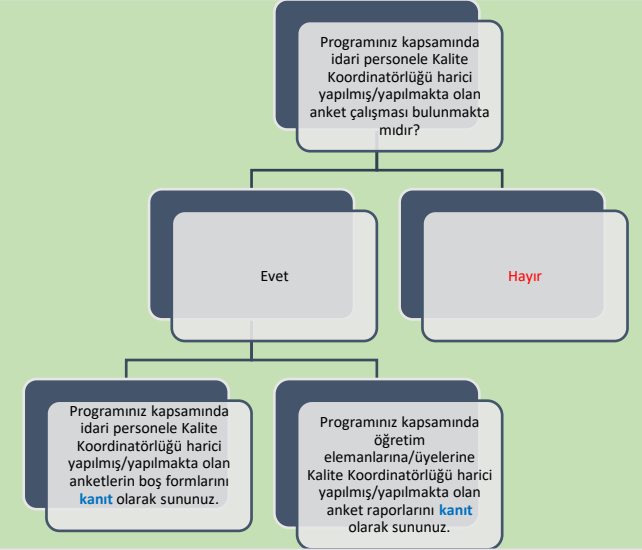 Programınız kapsamında
idari personele Kalite
Koordinatörlüğü harici
yapılmış/yapılmakta olan
anket çalışması bulunmakta
mıdır?
Evet
Hayır
Programınız kapsamında
idari personele Kalite
Koordinatörlüğü harici
yapılmış/yapılmakta olan
anketlerin boş formlarını
kanıt olarak sununuz.
Programınız kapsamında
öğretim
elemanlarına/üyelerine
Kalite Koordinatörlüğü harici
yapılmış/yapılmakta olan
anket raporlarını kanıt
olarak sununuz.